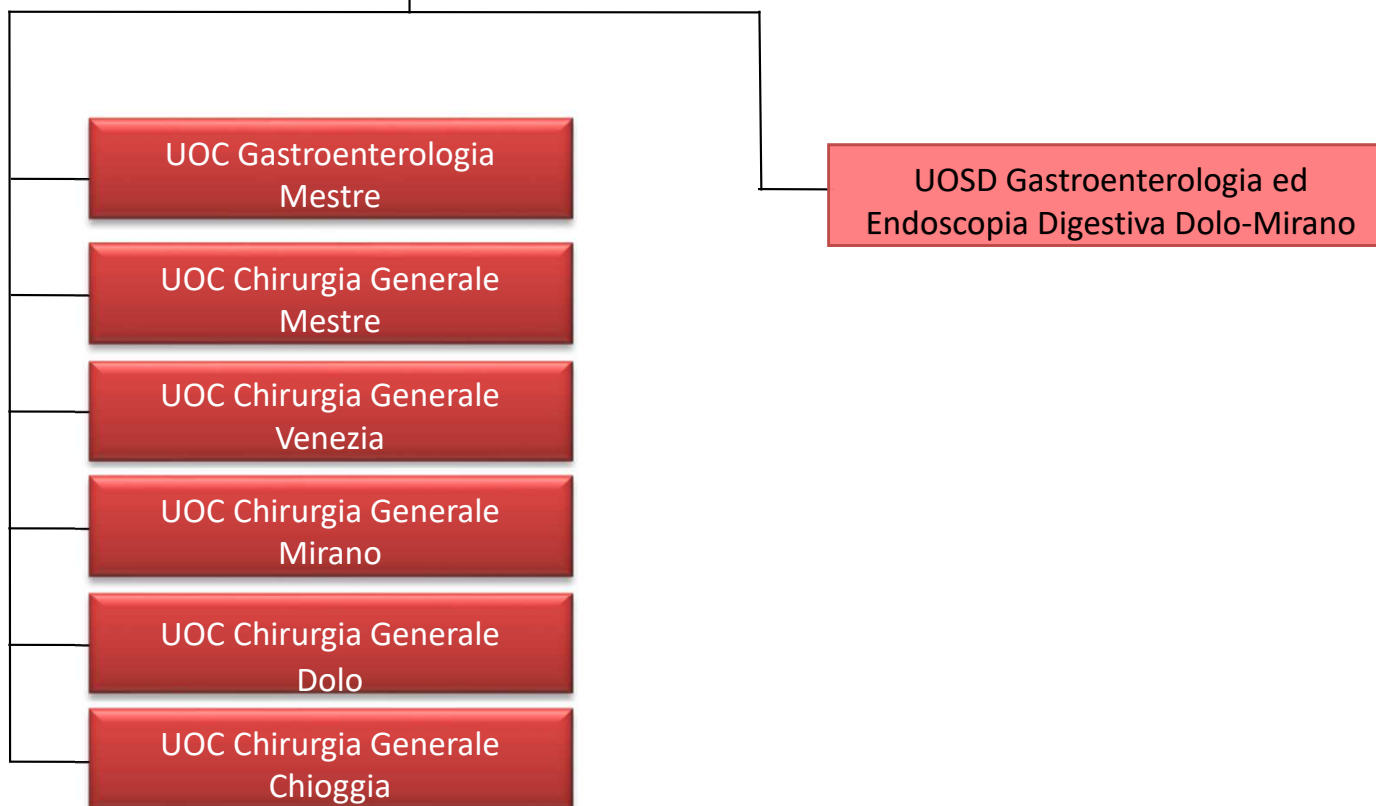 UOC Gastroenterologia
Mestre
UOC Chirurgia Generale
Mestre
UOC Chirurgia Generale
Venezia
UOC Chirurgia Generale
Mirano
UOC Chirurgia Generale
Dolo
UOC Chirurgia Generale
Chioggia
UOSD Gastroenterologia ed
Endoscopia Digestiva Dolo-Mirano